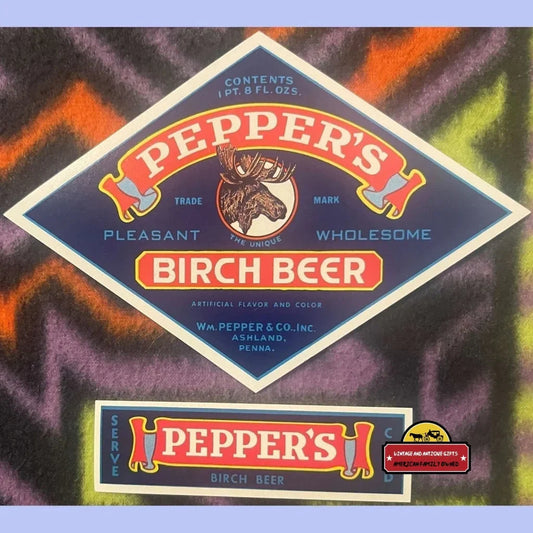 CONTENTS
1 PT. 8 FL. OZS.
PEPPER'S
TRADE MARK
PLEASANT WHOLESOME
THE UNIQUE
BIRCH BEER
ARTIFICIAL FLAVOR AND COLOR
WM. PEPPER & CO., INC.
ASHLAND,
PENNA.
SERVE
PEPPER'S
BIRCH BEER
VINTAGE AND ANTIQUE GIFTS
AMERICAN FAMILY OWNED